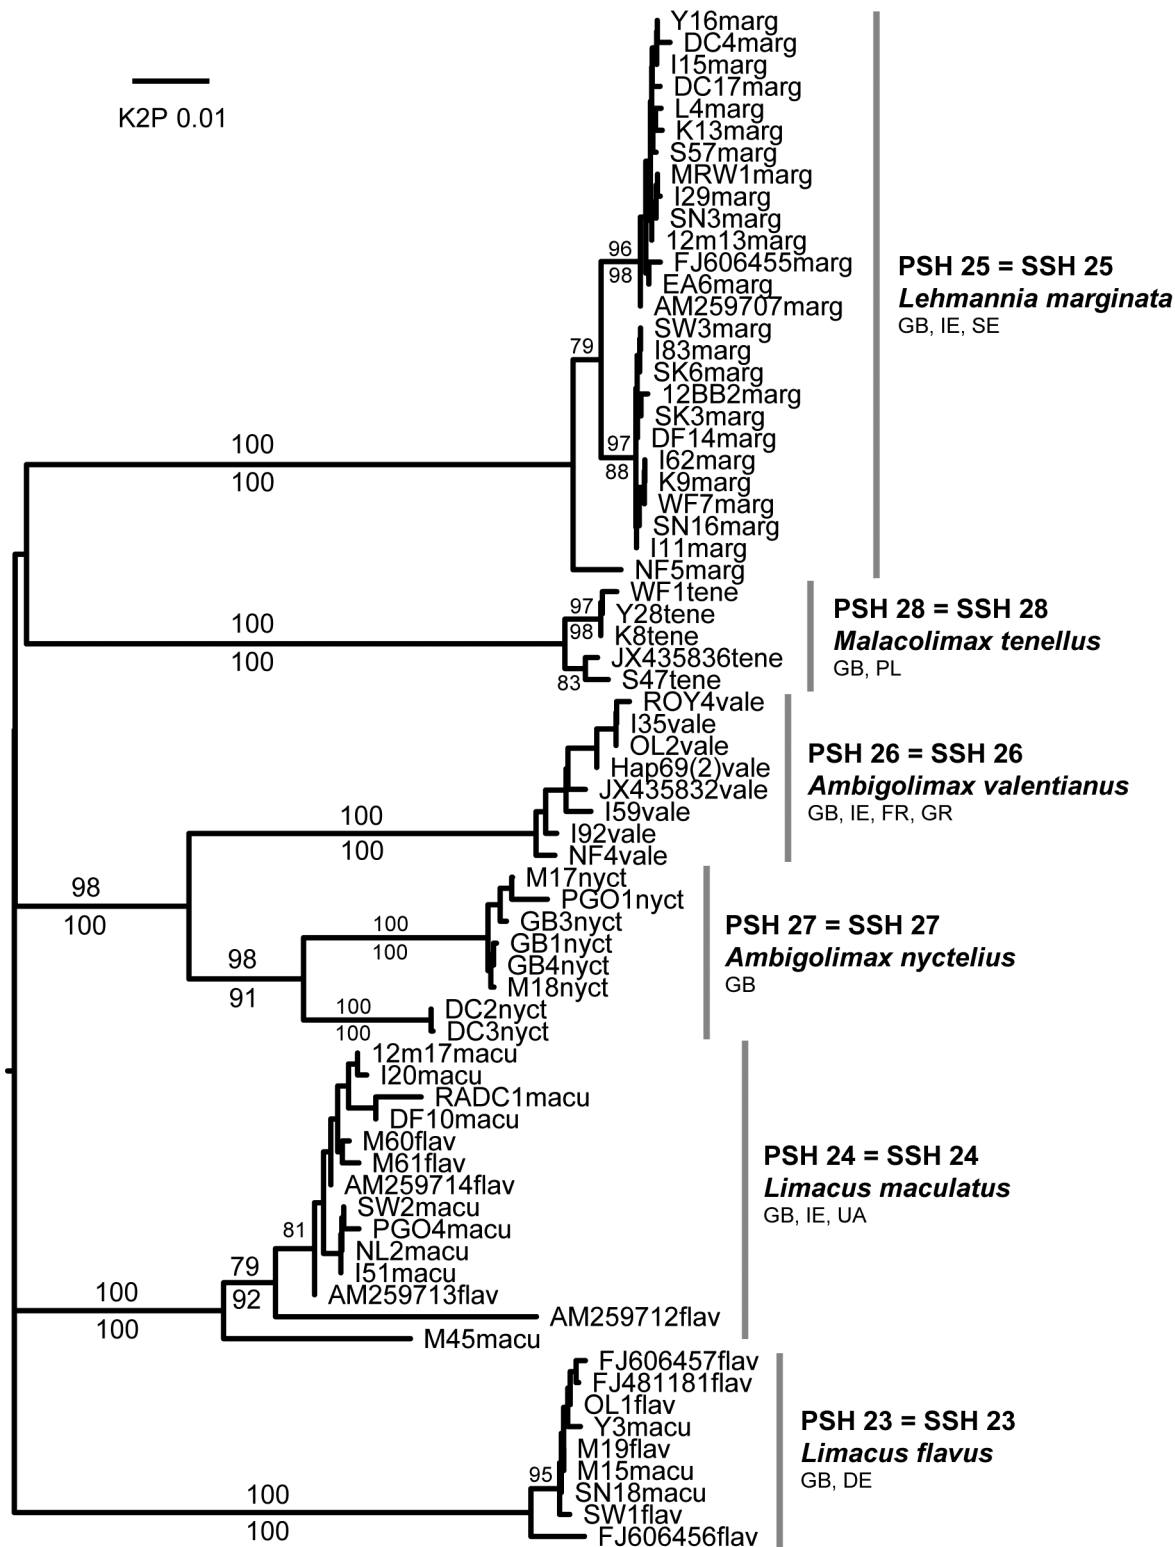 Y16marg
DC4marg
I15marg
DC17marg
K2P 0.01
L4marg
K13marg
S57marg
MRW1marg
I29marg
SN3marg
12m13marg
96
FJ606455marg
98
EA6marg
AM259707marg
PSH 25 = SSH 25
Lehmannia marginata
GB, IE, SE
SW3marg
79
I83marg
SK6marg
12BB2marg
SK3marg
DF14marg
97
88
I62marg
K9marg
WF7marg
SN16marg
I11marg
NF5marg
100
100
WF1tene
97
Y28tene
98
K8tene
JX435836tene
83
S47tene
100
100
PSH 28 = SSH 28
Malacolimax tenellus
GB, PL
ROY4vale
I35vale
OL2vale
Hap69(2)vale
JX435832vale
I59vale
I92vale
NF4vale
100
100
PSH 26 = SSH 26
Ambigolimax valentianus
GB, IE, FR, GR
98
100
M17nyct
PGO1nyct
GB3nyct
GB1nyct
GB4nyct
M18nyct
100
100
98
91
DC2nyct
DC3nyct
100
100
PSH 27 = SSH 27
Ambigolimax nyctelius
GB
12m17macu
I20macu
RADC1macu
DF10macu
M60flav
M61flav
AM259714flav
SW2macu
PGO4macu
NL2macu
I51macu
AM259713flav
81
79
92
AM259712flav
M45macu
100
100
PSH 24 = SSH 24
Limacus maculatus
GB, IE, UA
FJ606457flav
FJ481181flav
OL1flav
Y3macu
M19flav
M15macu
SN18macu
SW1flav
FJ606456flav
95
100
100
PSH 23 = SSH 23
Limacus flavus
GB, DE